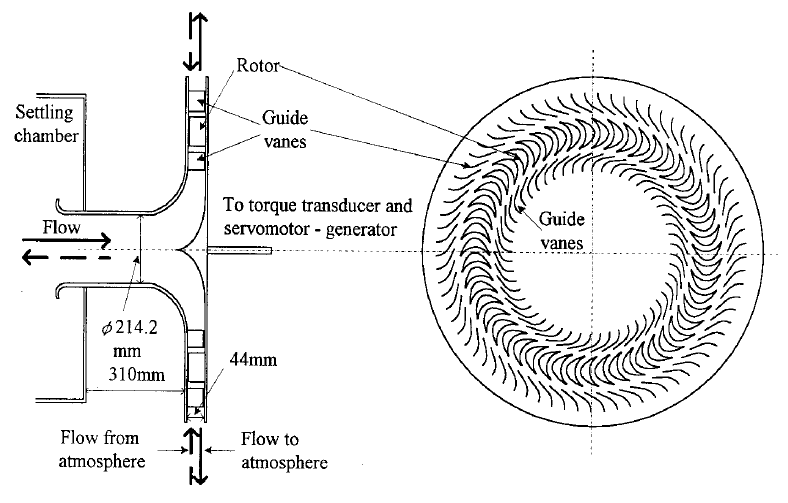 Rotor
Settling
chamber
Guide
vanes
To torque transducer and
servomotor - generator
Flow
Guide
vanes
ϕ214.2
mm
310mm
44mm
Flow from
atmosphere
Flow to
atmosphere